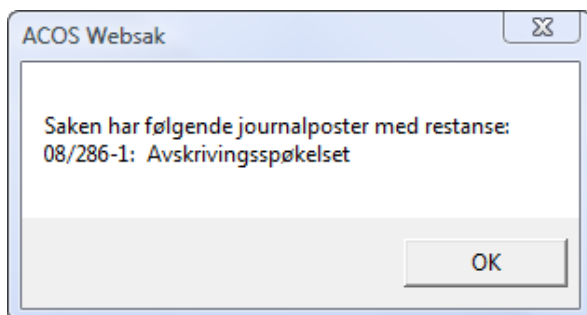 ACOS Websak
Saken har følgende journalposter med restanse:
08/286-1: Avskrivingsspøkelset
OK